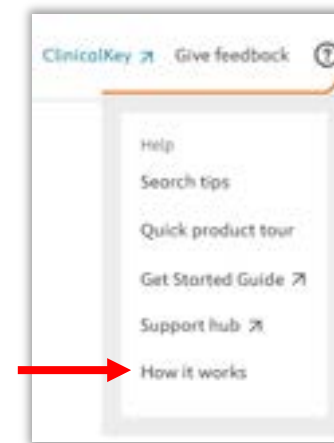 ClinicalKey ↗ Give feedback ?
Help
Search tips
Quick product tour
Get Started Guide ↗
Support hub ↗
How it works